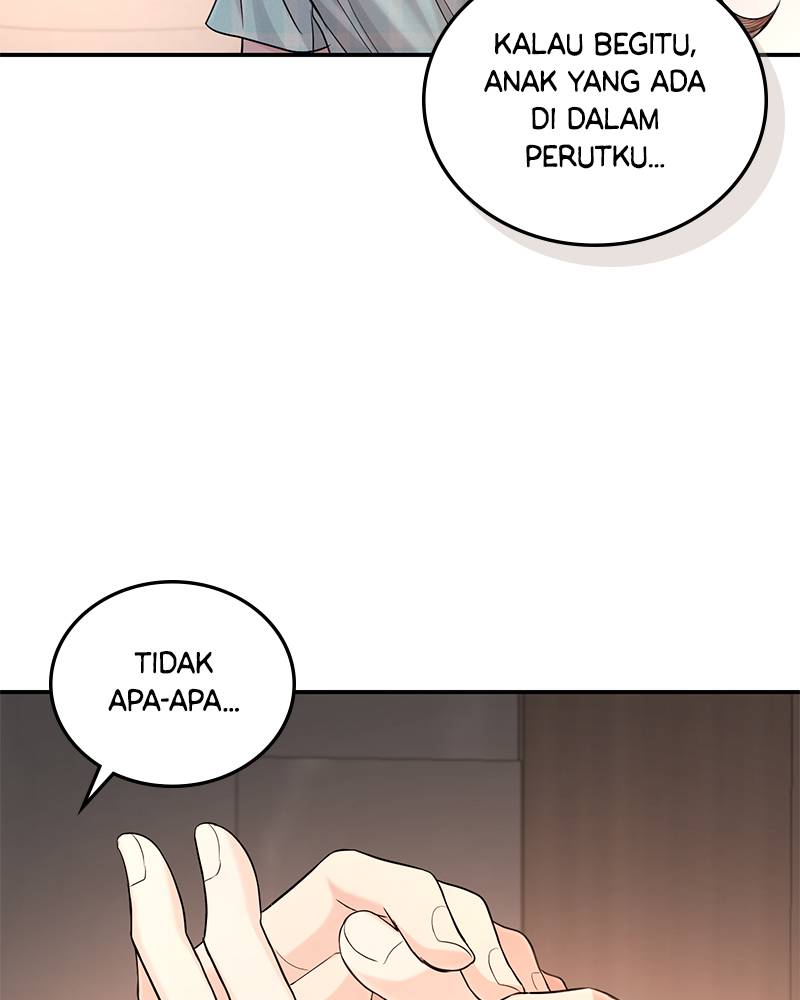 KALAU BEGITU,
ANAK YANG ADA
DI DALAM
PERUTKU...
TIDAK
APA-APA...